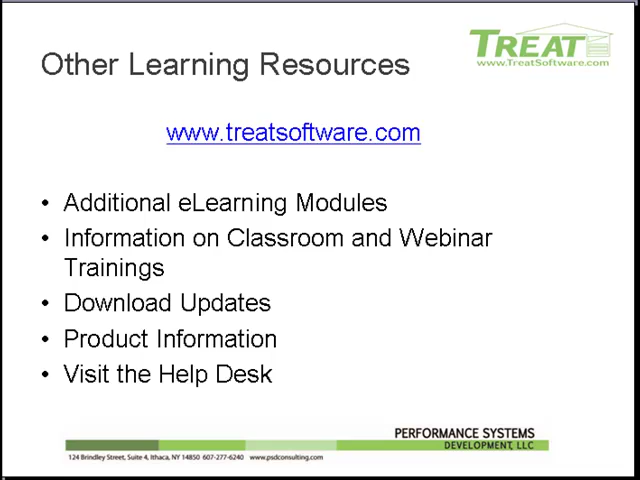 TREAT
www.TreatSoftware.com
Other Learning Resources
www.treatsoftware.com
• Additional eLearning Modules
• Information on Classroom and Webinar
Trainings
• Download Updates
• Product Information
• Visit the Help Desk
PERFORMANCE SYSTEMS
DEVELOPMENT, LLC
124 Brindley Street, Suite 4, Ithaca, NY 14850 607-277-6240 www.psdconsulting.com